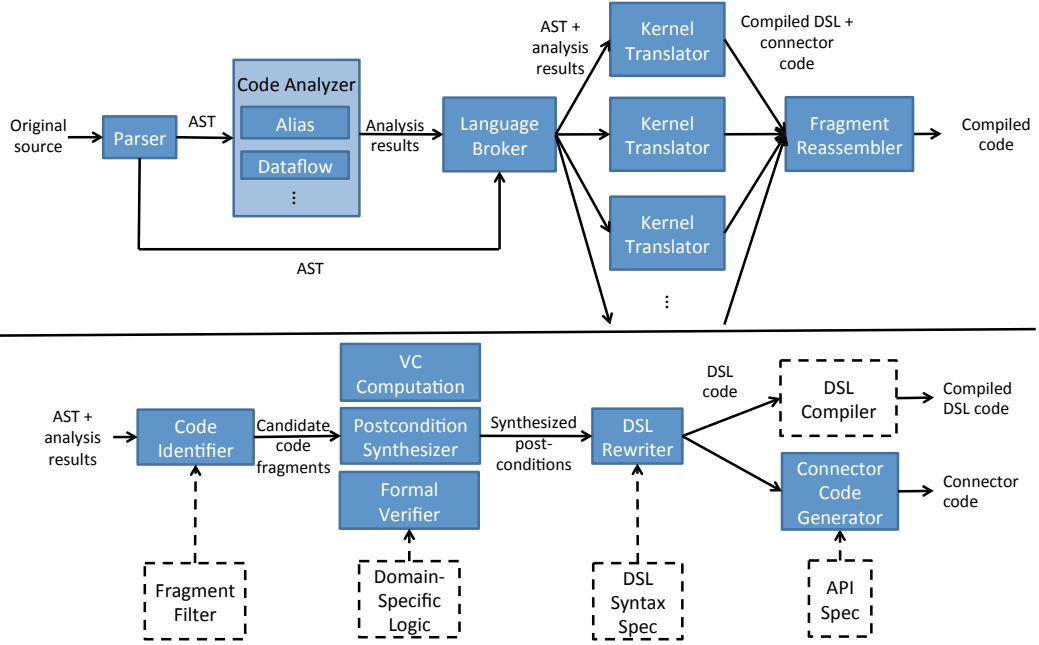 Original
source
Parser
AST
Code Analyzer
Alias
Dataflow
...
Analysis
results
AST
Language
Broker
AST +
analysis
results
Kernel
Translator
Kernel
Translator
Kernel
Translator
...
Compiled DSL +
connector
code
Fragment
Reassembler
Compiled
code
AST +
analysis
results
Code
Identifier
Candidate
code
fragments
VC
Computation
Postcondition
Synthesizer
Formal
Verifier
Synthesized
post-
conditions
DSL
Rewriter
DSL
code
DSL
Compiler
Compiled
DSL code
Connector
Code
Generator
Connector
code
Fragment
Filter
Domain-
Specific
Logic
DSL
Syntax
Spec
API
Spec